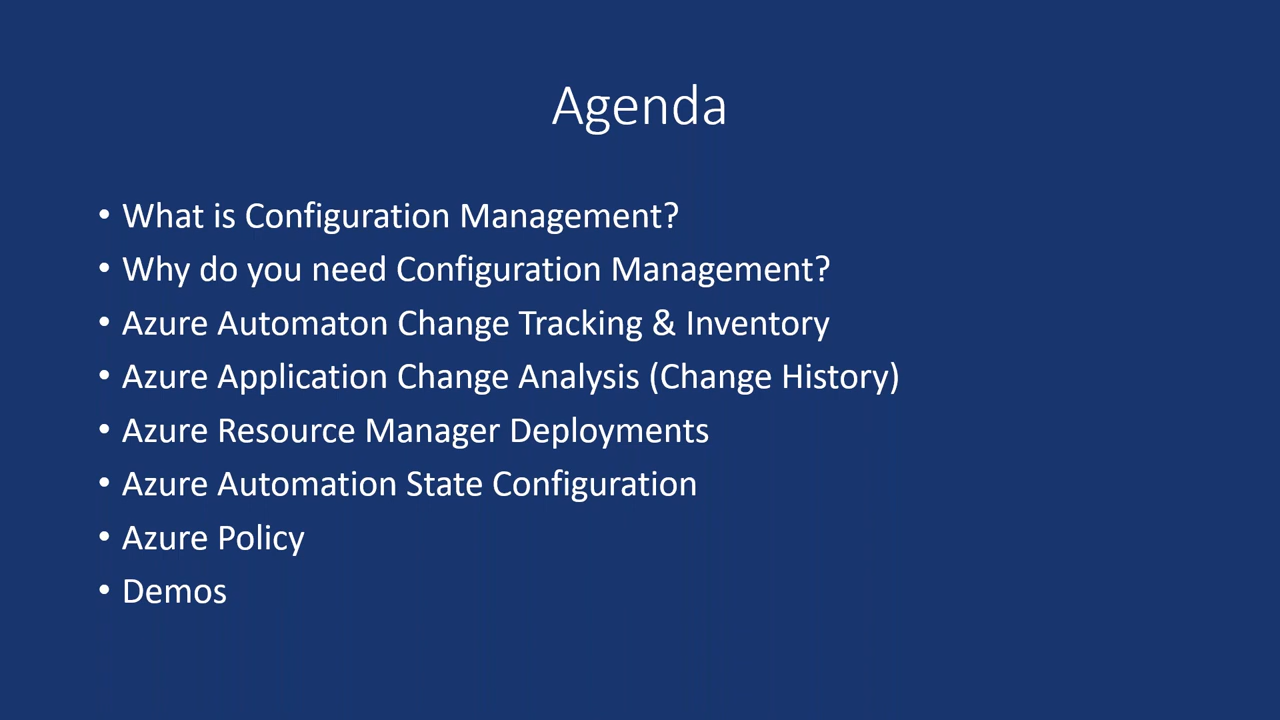 Agenda
• What is Configuration Management?
• Why do you need Configuration Management?
• Azure Automaton Change Tracking & Inventory
• Azure Application Change Analysis (Change History)
• Azure Resource Manager Deployments
• Azure Automation State Configuration
• Azure Policy
• Demos